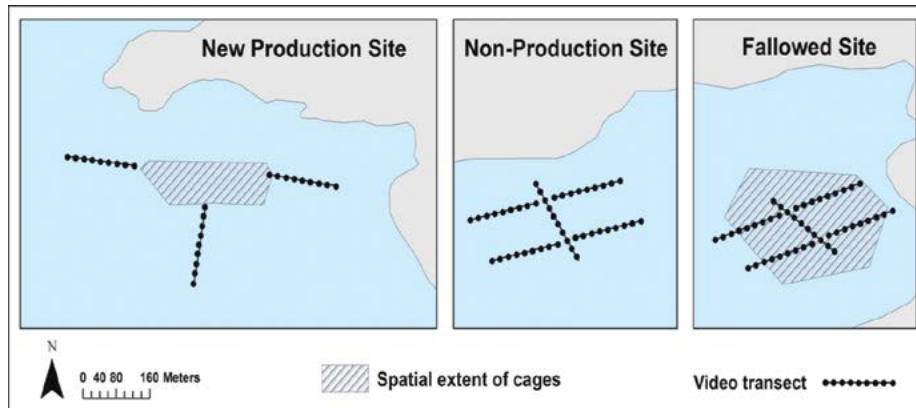 New Production Site
Non-Production Site
Fallowed Site
N
0 40 80 160 Meters
Spatial extent of cages
Video transect